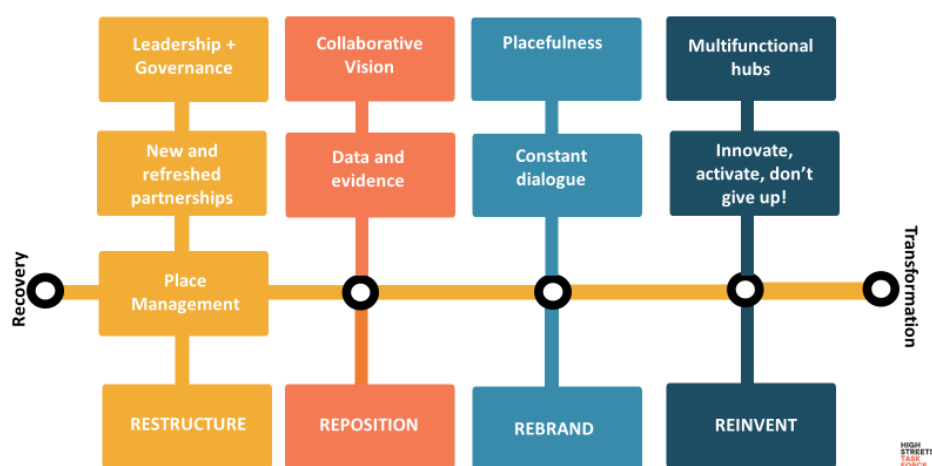 Leadership +
Governance
Collaborative
Vision
Placefulness
Multifunctional
hubs
New and
refreshed
partnerships
Data and
evidence
Constant
dialogue
Innovate,
activate, don't
give up!
Recovery
Place
Management
Transformation
RESTRUCTURE
REPOSITION
REBRAND
REINVENT
HIGH
STREETS
TASK
FORCE